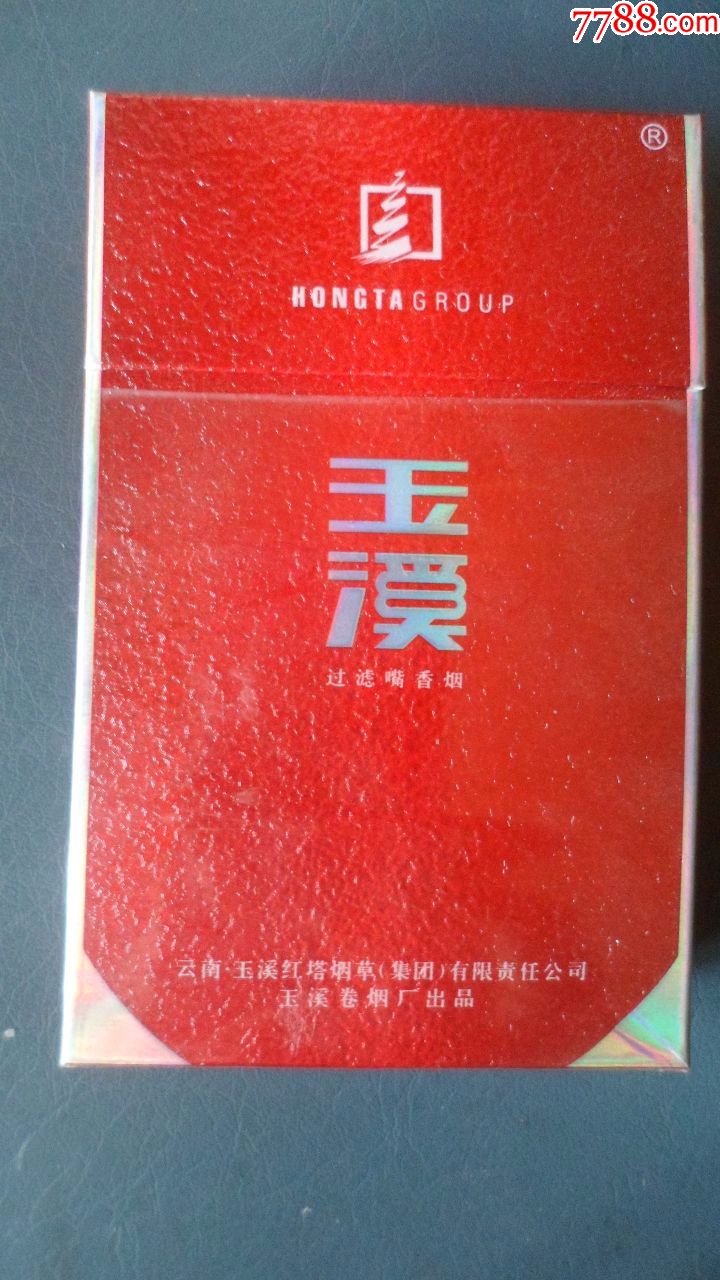 7788.com
®
HONGTA GROUP
玉
溪
过滤嘴香烟
云南·玉溪红塔烟草(集团)有限责任公司
玉溪卷烟厂出品